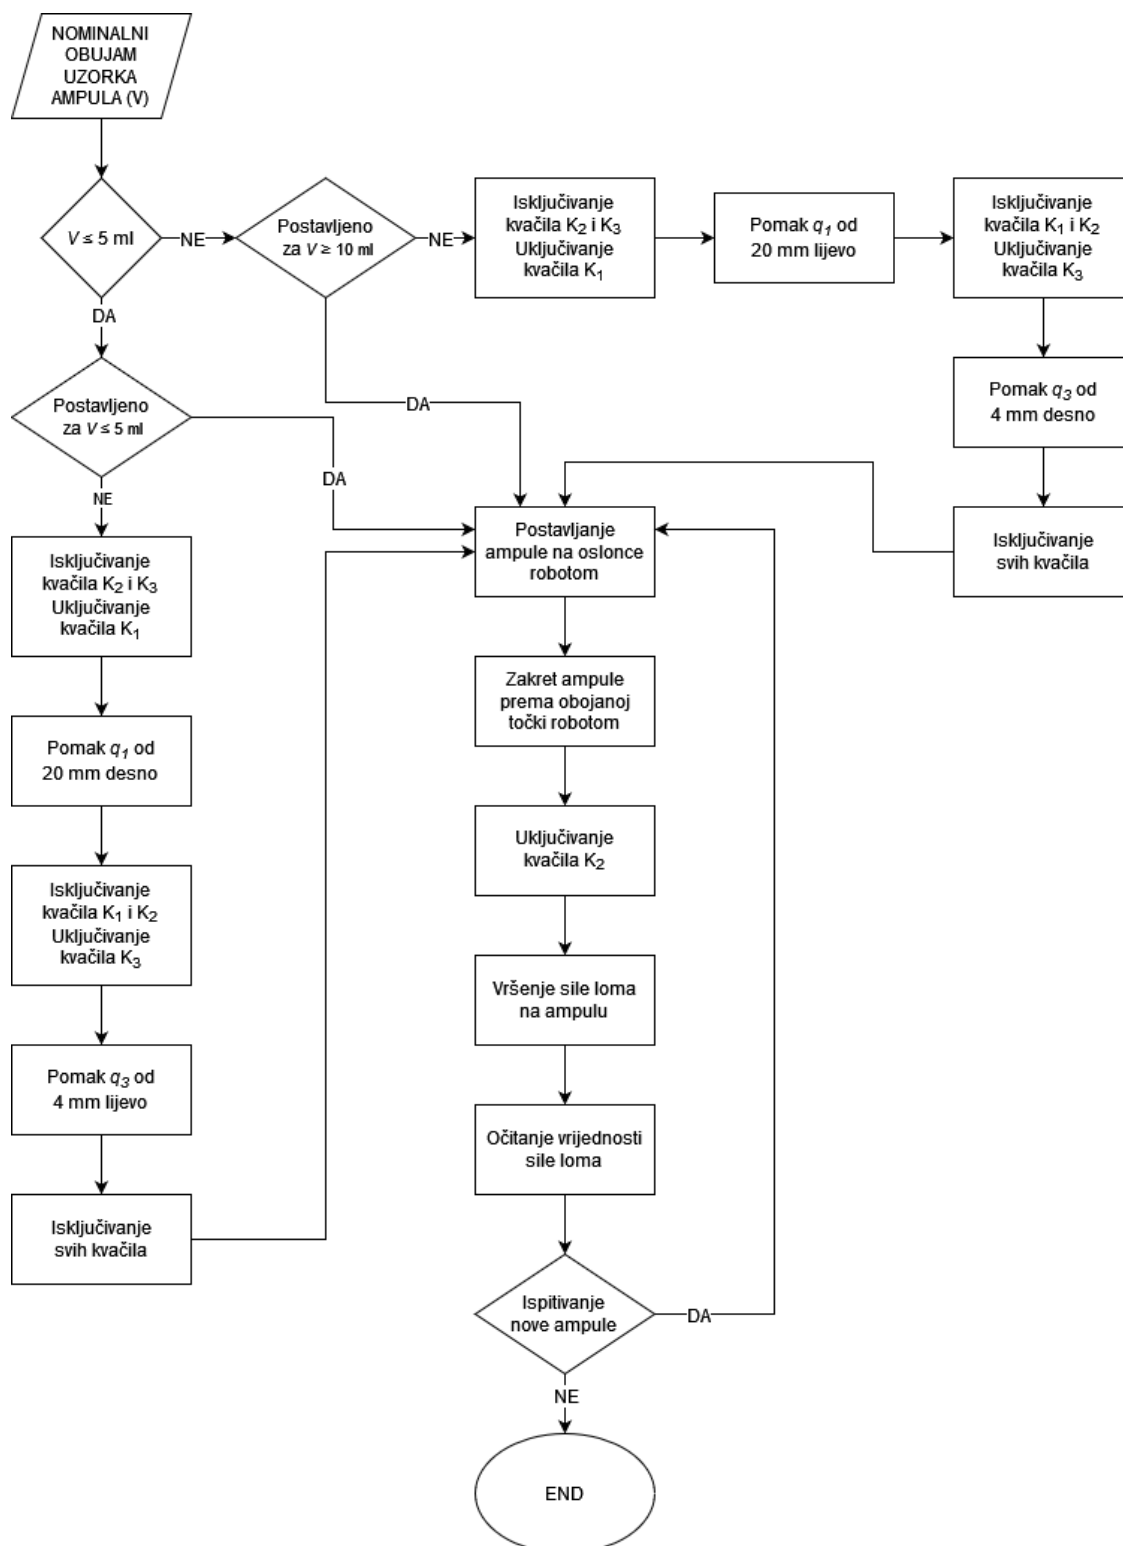 NOMINALNI
OBUJAM
UZORKA
AMPULA (V)
V ≤ 5 ml
NE
Postavljeno
za V ≥ 10 ml
NE
Isključivanje
kvačila K₂ i K₃
Uključivanje
kvačila K₁
Pomak q₁ od
20 mm lijevo
Isključivanje
kvačila K₁ i K₂
Uključivanje
kvačila K₃
DA
Postavljeno
za V ≤ 5 ml
DA
Pomak q₃ od
4 mm desno
DA
NE
Isključivanje
kvačila K₂ i K₃
Uključivanje
kvačila K₁
Postavljanje
ampule na oslonce
robotom
Isključivanje
svih kvačila
Zakret ampule
prema obojanoj
točki robotom
Pomak q₁ od
20 mm desno
Uključivanje
kvačila K₂
Isključivanje
kvačila K₁ i K₂
Uključivanje
kvačila K₃
Vršenje sile loma
na ampulu
Pomak q₃ od
4 mm lijevo
Očitanje vrijednosti
sile loma
Isključivanje
svih kvačila
Ispitivanje
nove ampule
DA
NE
END